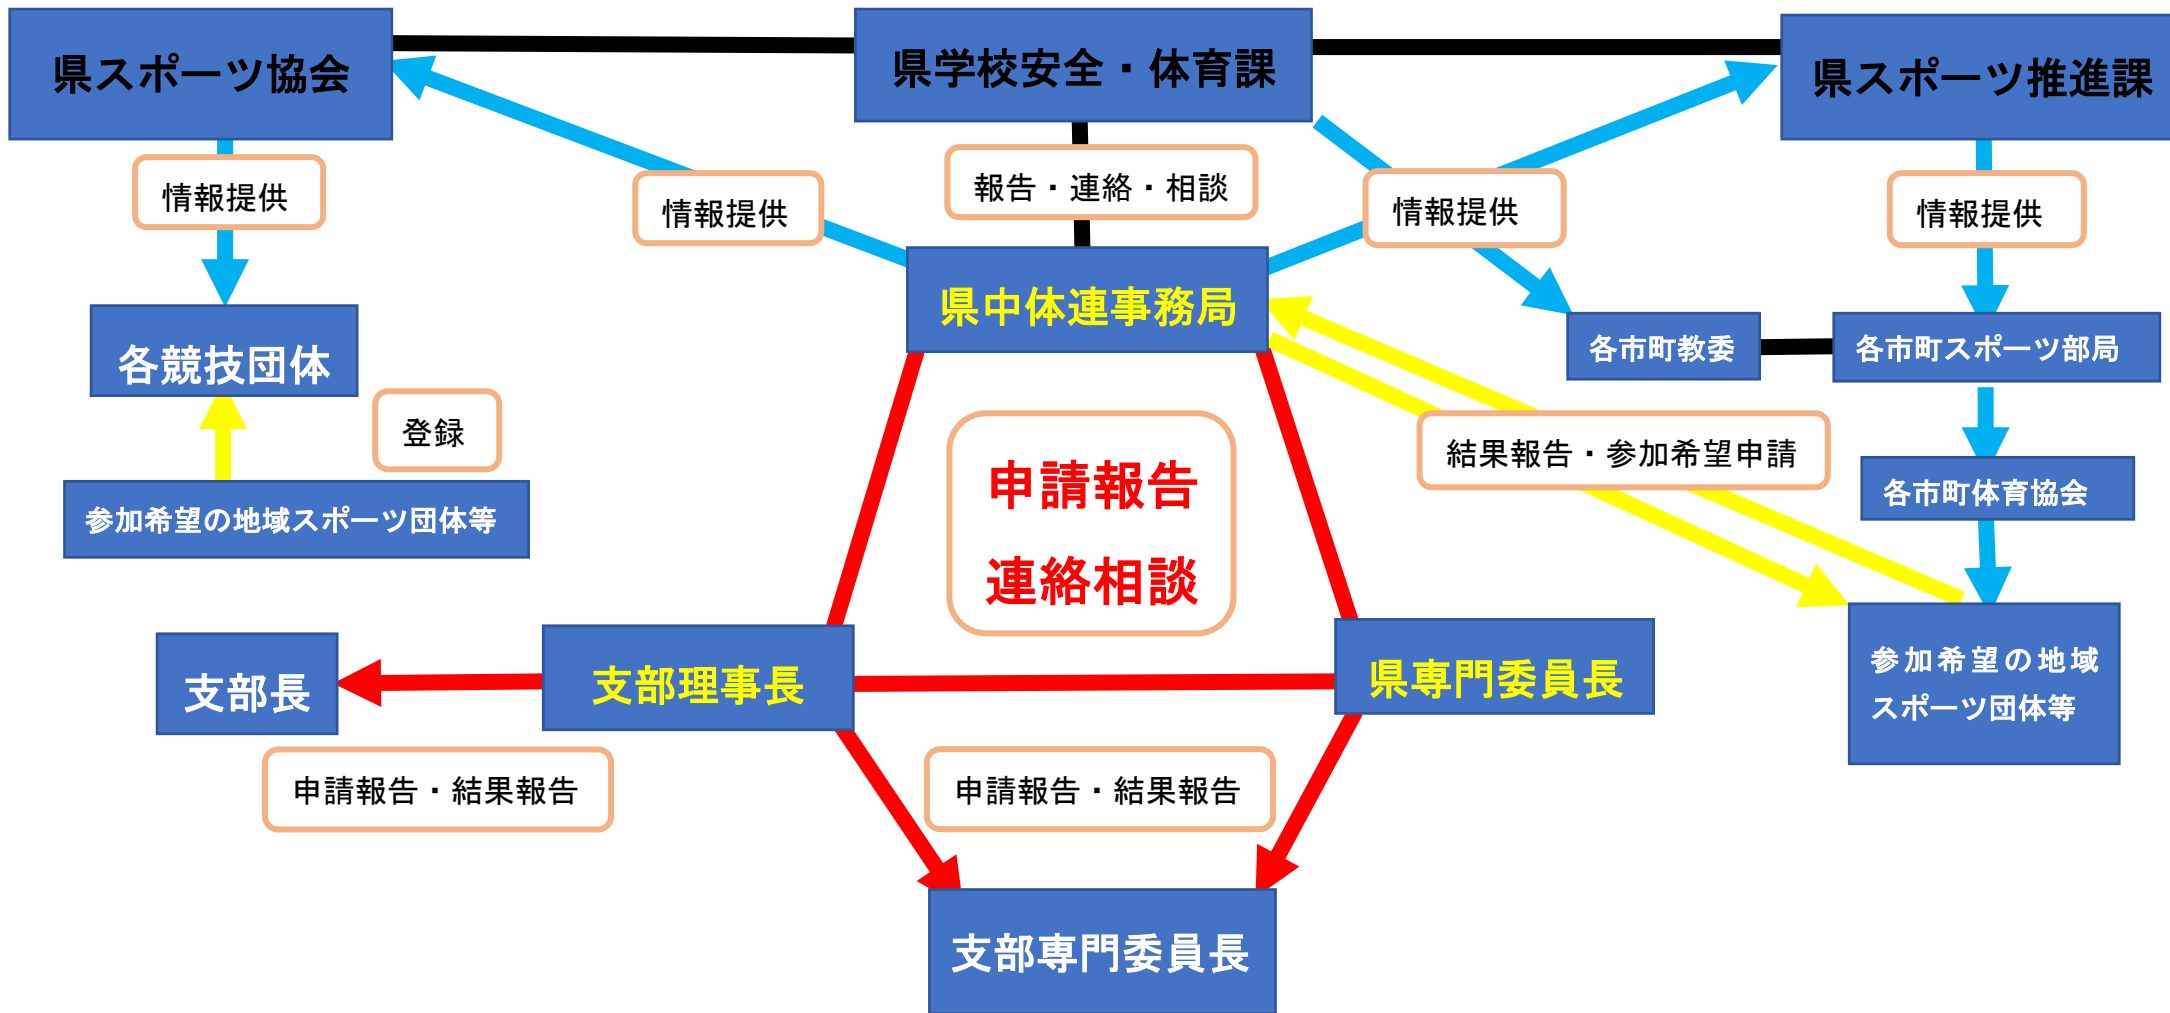 県スポーツ協会
県学校安全・体育課
県スポーツ推進課
情報提供
情報提供
報告・連絡・相談
情報提供
情報提供
県中体連事務局
各競技団体
各市町教委
各市町スポーツ部局
登録
申請報告
連絡相談
結果報告・参加希望申請
各市町体育協会
参加希望の地域スポーツ団体等
支部長
支部理事長
県専門委員長
参加希望の地域
スポーツ団体等
申請報告・結果報告
申請報告・結果報告
支部専門委員長